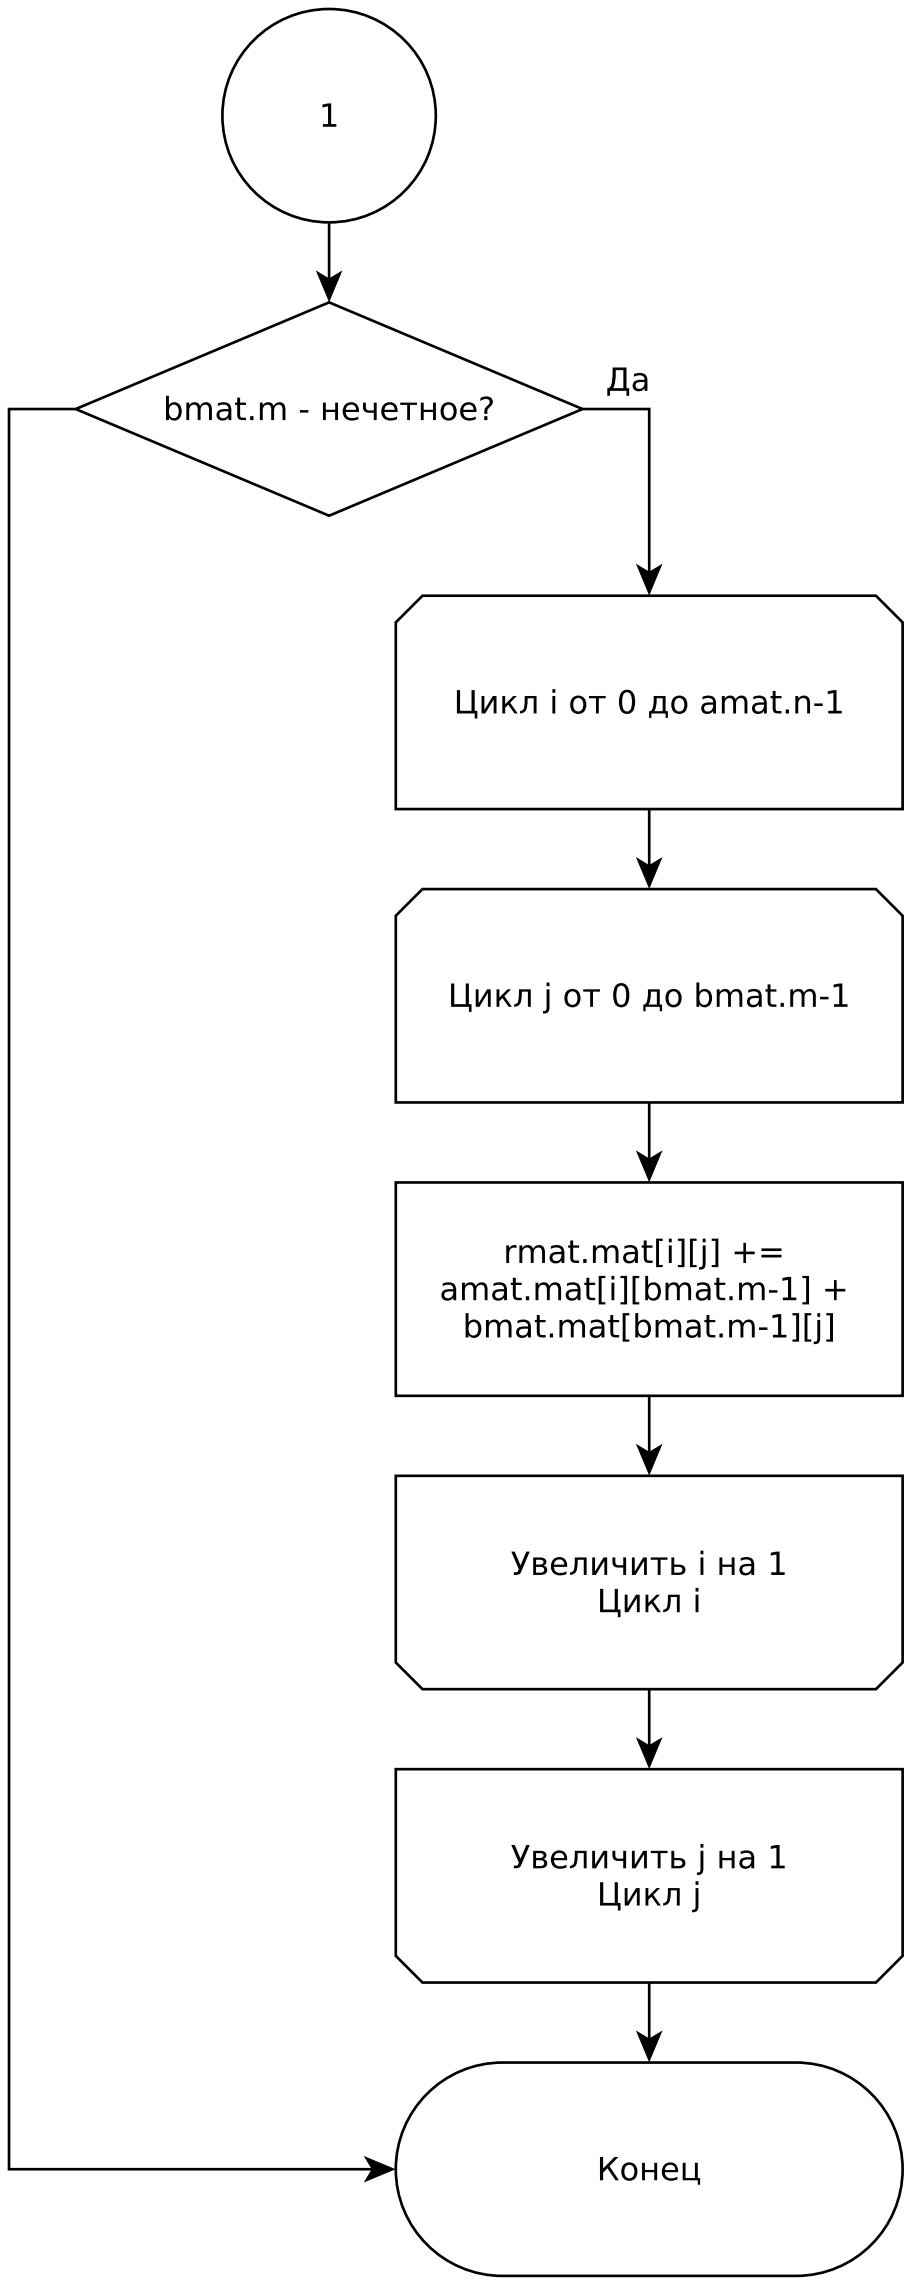 1
bmat.m - нечетное?
Да
Цикл i от 0 до amat.n-1
Цикл j от 0 до bmat.m-1
rmat.mat[i][j] +=
amat.mat[i][bmat.m-1] +
bmat.mat[bmat.m-1][j]
Увеличить i на 1
Цикл i
Увеличить j на 1
Цикл j
Конец